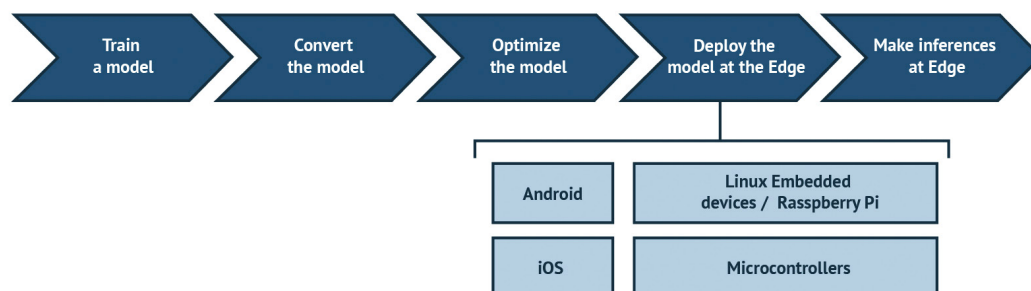 Train
a model
Convert
the model
Optimize
the model
Deploy the
model at the Edge
Make inferences
at Edge
Android
Linux Embedded
devices / Rasspberry Pi
iOS
Microcontrollers